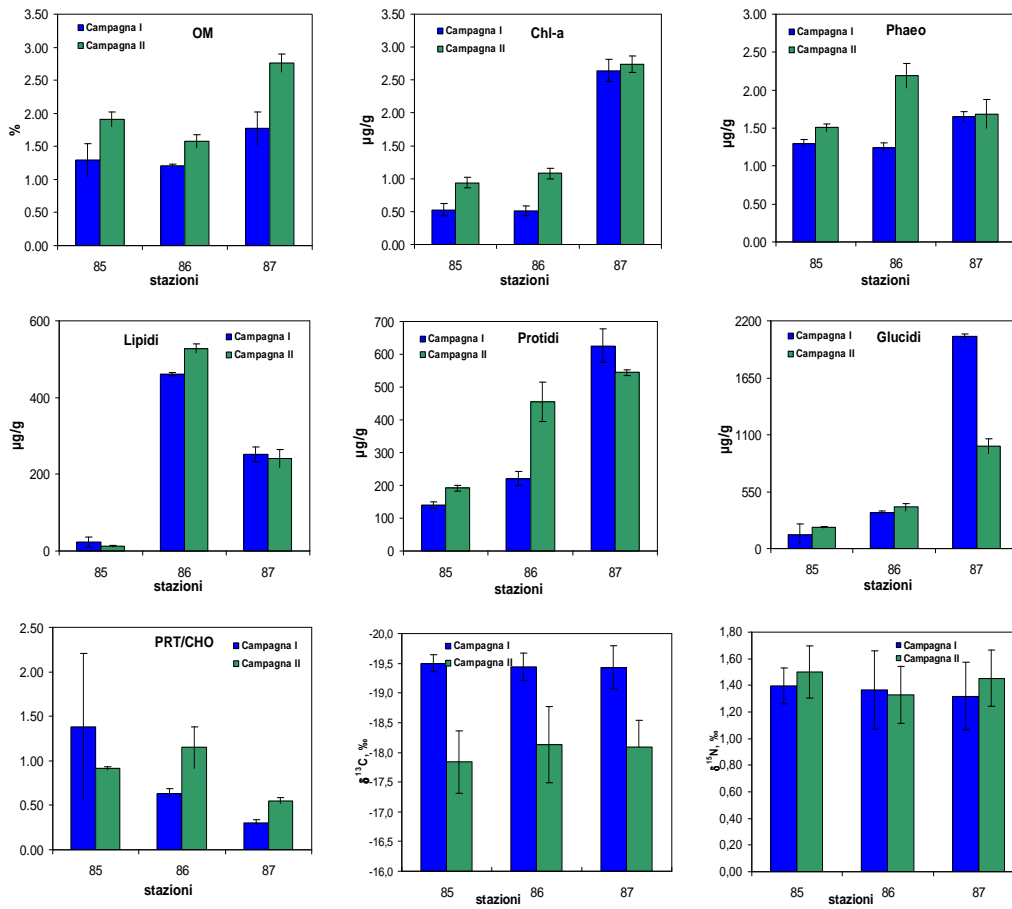 OM
Campagna I
Campagna II
3.50
3.00
2.50
2.00
1.50
1.00
0.50
0.00
%
85 86 87
stazioni
Chl-a
Campagna I
Campagna II
3.50
3.00
2.50
2.00
1.50
1.00
0.50
0.00
µg/g
85 86 87
stazioni
Phaeo
Campagna I
Campagna II
3.00
2.50
2.00
1.50
1.00
0.50
0.00
µg/g
85 86 87
stazioni
Lipidi
Campagna I
Campagna II
600
400
200
0
µg/g
85 86 87
stazioni
Protidi
Campagna I
Campagna II
700
600
500
400
300
200
100
0
µg/g
85 86 87
stazioni
Glucidi
Campagna I
Campagna II
2200
1650
1100
550
0
µg/g
85 86 87
stazioni
PRT/CHO
Campagna I
Campagna II
2.50
2.00
1.50
1.00
0.50
0.00
85 86 87
stazioni
Campagna I
Campagna II
-20,0
-19,5
-19,0
-18,5
-18,0
-17,5
-17,0
-16,5
-16,0
δ13C, ‰
85 86 87
stazioni
Campagna I
Campagna II
1,80
1,60
1,40
1,20
1,00
0,80
0,60
0,40
0,20
0,00
δ15N, ‰
85 86 87
stazioni